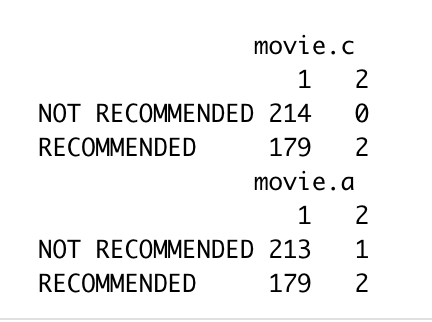 movie.c
1 2
NOT RECOMMENDED 214 0
RECOMMENDED 179 2
movie.a
1 2
NOT RECOMMENDED 213 1
RECOMMENDED 179 2